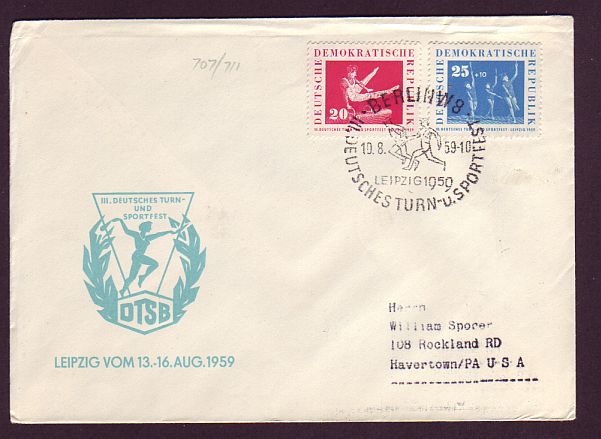 707/711
DEUTSCHE DEMOKRATISCHE REPUBLIK
20
DEUTSCHE DEMOKRATISCHE REPUBLIK
25 +10
BERLIN W8
10.8. 59-10
LEIPZIG 1959
III. DEUTSCHES TURN- u. SPORTFEST
III. DEUTSCHES TURN-
UND
SPORTFEST
DTSB
LEIPZIG VOM 13.-16. AUG. 1959
Herrn
William Sporer
108 Rockland RD
Havertown/PA U S A